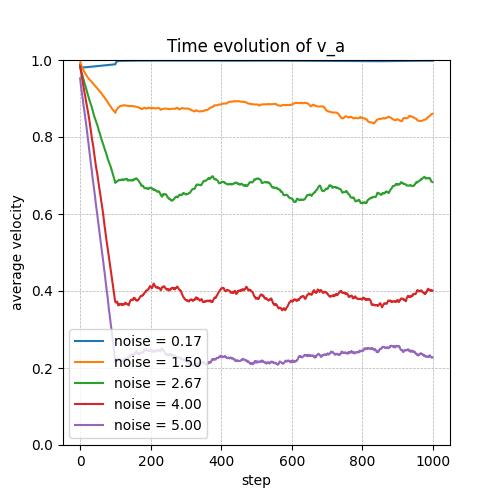 Time evolution of v_a
average velocity
1.0
0.8
0.6
0.4
0.2
0.0
noise = 0.17
noise = 1.50
noise = 2.67
noise = 4.00
noise = 5.00
0 200 400 600 800 1000
step